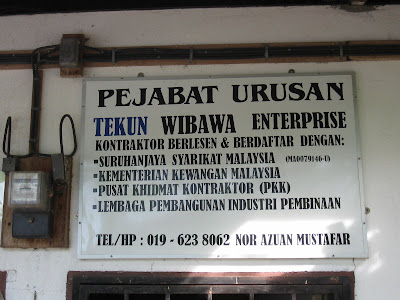 PEJABAT URUSAN
TEKUN WIBAWA ENTERPRISE
KONTRAKTOR BERLESEN & BERDAFTAR DENGAN:
▪SURUHANJAYA SYARIKAT MALAYSIA (MA0079146-U)
▪KEMENTERIAN KEWANGAN MALAYSIA
▪PUSAT KHIDMAT KONTRAKTOR (PKK)
▪LEMBAGA PEMBANGUNAN INDUSTRI PEMBINAAN
TEL/HP : 019 - 623 8062 NOR AZUAN MUSTAFAR